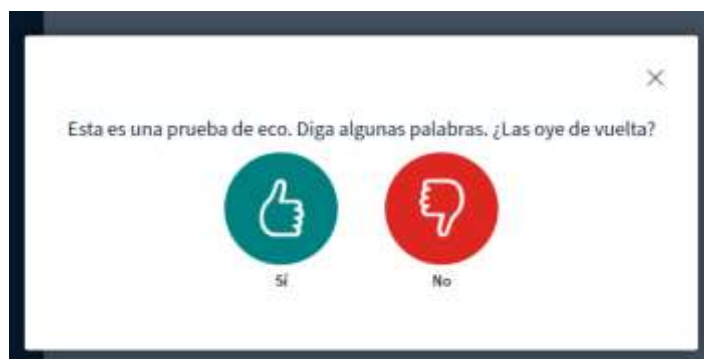 Esta es una prueba de eco. Diga algunas palabras. ¿Las oye de vuelta?
Sí
No